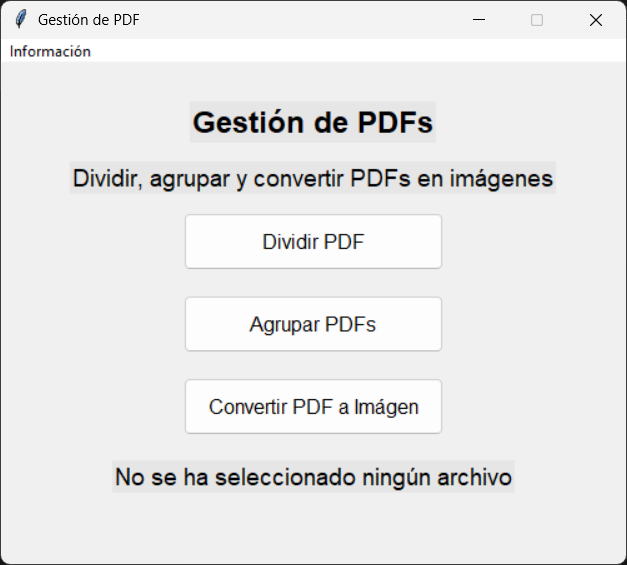 Gestión de PDF
Información
Gestión de PDFs
Dividir, agrupar y convertir PDFs en imágenes
Dividir PDF
Agrupar PDFs
Convertir PDF a Imágen
No se ha seleccionado ningún archivo